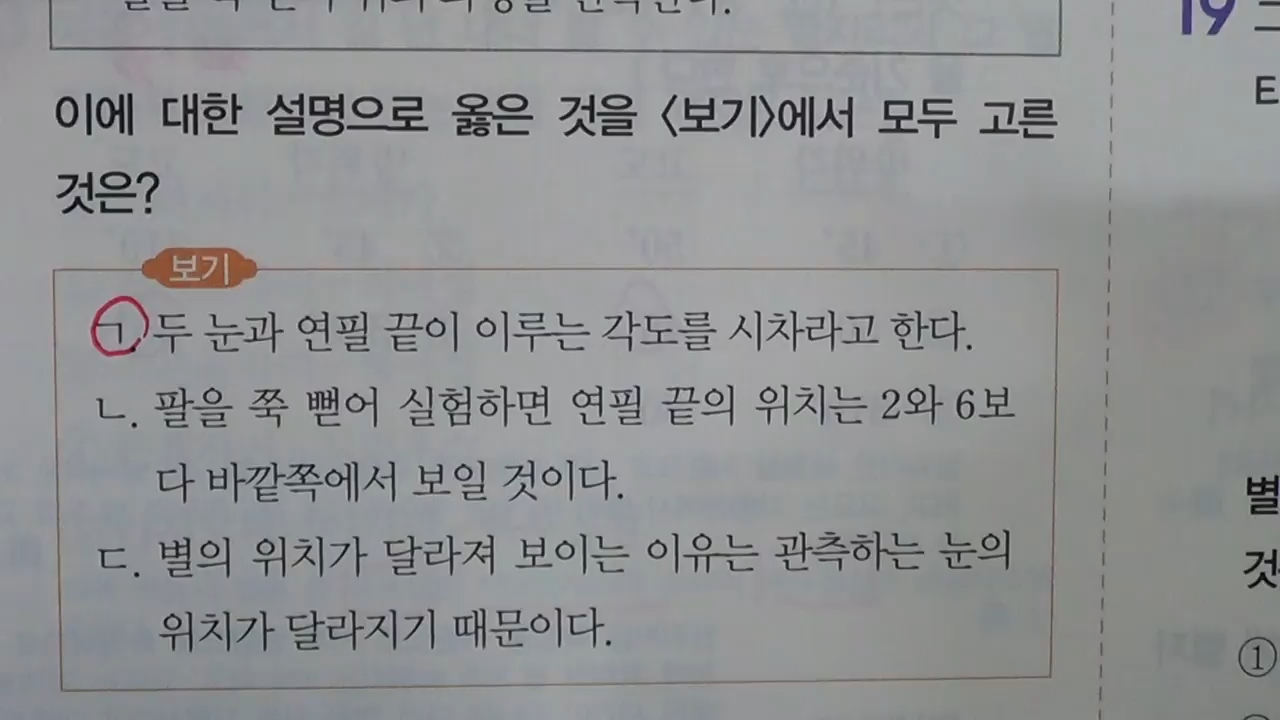 이에 대한 설명으로 옳은 것을 <보기>에서 모두 고른
것은?
보기
ㄱ. 두 눈과 연필 끝이 이루는 각도를 시차라고 한다.
ㄴ. 팔을 쭉 뻗어 실험하면 연필 끝의 위치는 2와 6보
다 바깥쪽에서 보일 것이다.
ㄷ. 별의 위치가 달라져 보이는 이유는 관측하는 눈의
위치가 달라지기 때문이다.
19
별
①